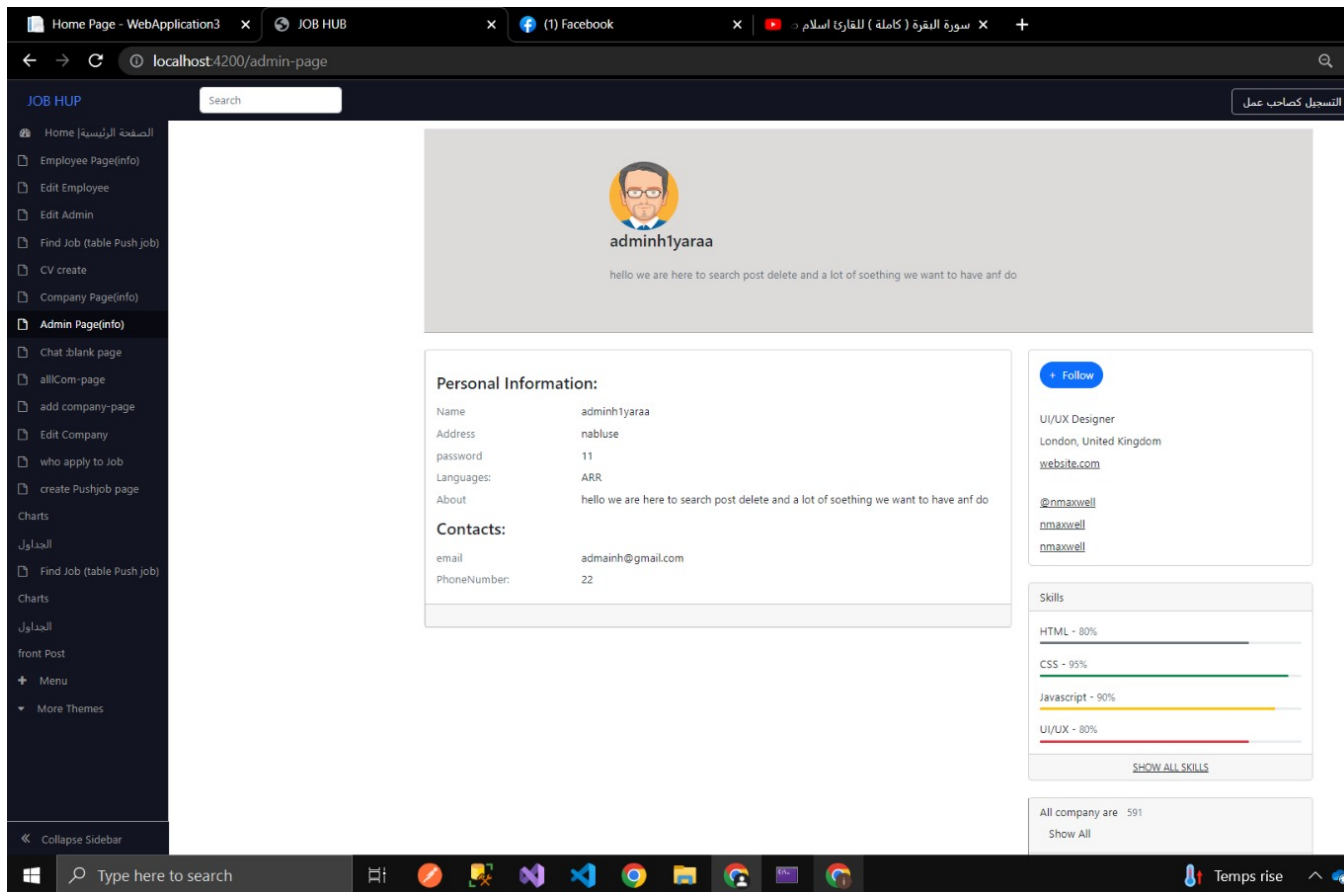 Home Page - WebApplication3
JOB HUB
(1) Facebook
سورة البقرة ( كاملة ) للقارئ اسلام
localhost:4200/admin-page
JOB HUP
Search
التسجيل كصاحب عمل
Home |الصفحة الرئيسية
Employee Page(info)
Edit Employee
Edit Admin
Find Job (table Push job)
CV create
Company Page(info)
Admin Page(info)
Chat :blank page
alllCom-page
add company-page
Edit Company
who apply to Job
create Pushjob page
Charts
الجداول
Find Job (table Push job)
Charts
الجداول
front Post
Menu
More Themes
Collapse Sidebar
adminh1yaraa
hello we are here to search post delete and a lot of soething we want to have anf do
Personal Information:
Name adminh1yaraa
Address nabluse
password 11
Languages: ARR
About hello we are here to search post delete and a lot of soething we want to have anf do
Contacts:
email admainh@gmail.com
PhoneNumber: 22
+ Follow
UI/UX Designer
London, United Kingdom
website.com
@nmaxwell
nmaxwell
nmaxwell
Skills
HTML - 80%
CSS - 95%
Javascript - 90%
UI/UX - 80%
SHOW ALL SKILLS
All company are 591
Show All
Type here to search
Temps rise